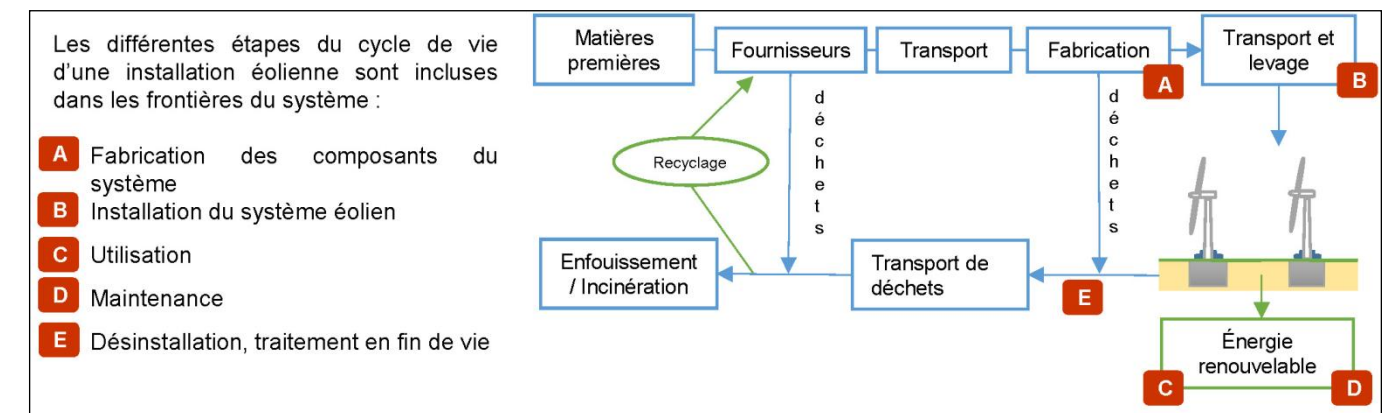 Les différentes étapes du cycle de vie
d'une installation éolienne sont incluses
dans les frontières du système :
A Fabrication des composants du
système
B Installation du système éolien
C Utilisation
D Maintenance
E Désinstallation, traitement en fin de vie
Matières
premières
Fournisseurs
Transport
Fabrication
A
Transport et
levage
B
déchets
déchets
Recyclage
Enfouissement
/ Incinération
Transport de
déchets
E
Énergie
renouvelable
C
D